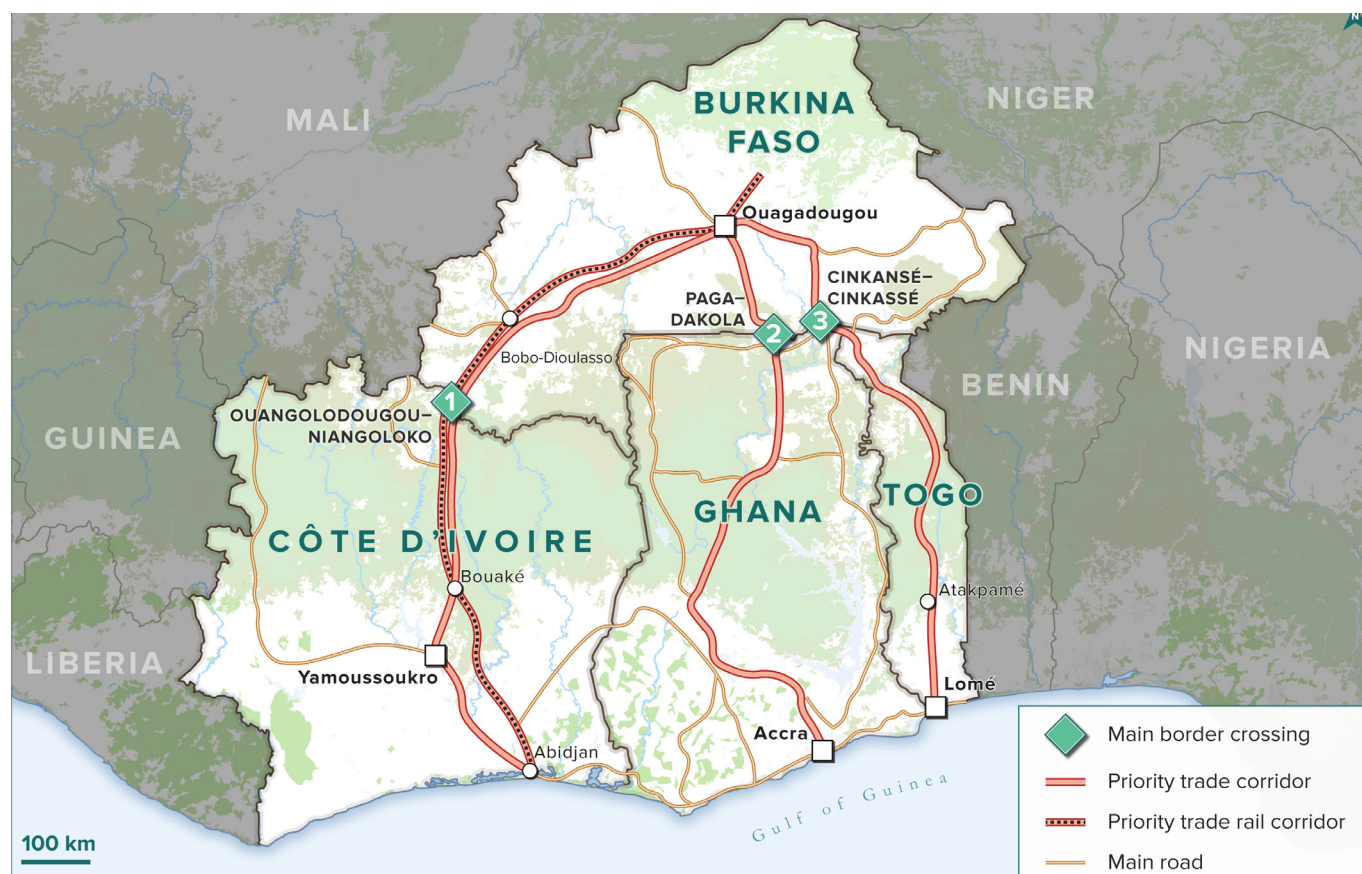 N
MALI
BURKINA
FASO
NIGER
Ouagadougou
CINKANSÉ–
CINKASSÉ
PAGA–
DAKOLA
3
2
Bobo-Dioulasso
NIGERIA
BENIN
1
OUANGOLODOUGOU–
NIANGOLOKO
GUINEA
TOGO
GHANA
CÔTE D'IVOIRE
Bouaké
Atakpamé
LIBERIA
Yamoussoukro
Lomé
Accra
Abidjan
Gulf of Guinea
100 km
Main border crossing
Priority trade corridor
Priority trade rail corridor
Main road